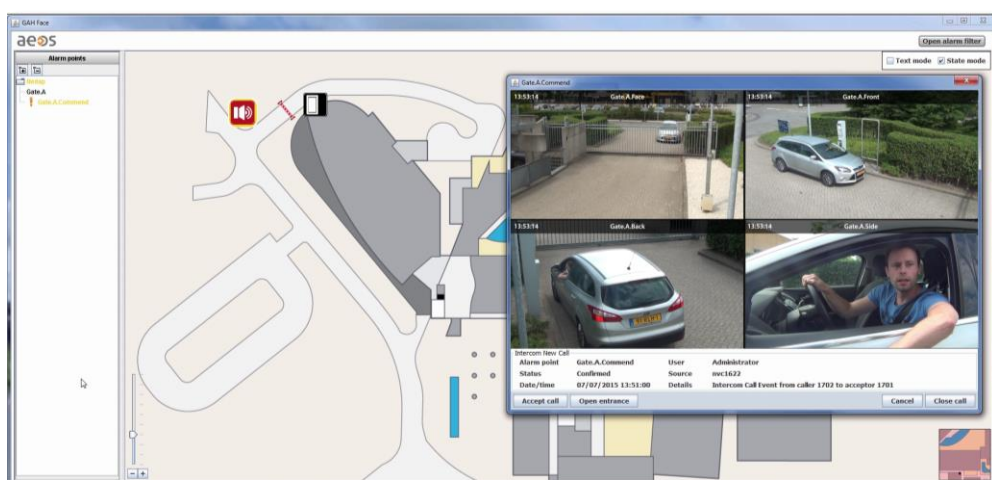 GAH Face
aeos
Open alarm filter
Alarm points
Text mode State mode
Gate.A
Gate.A.Commend
Gate.A.Commend
13:53:14 Gate.A.Face 13:53:14 Gate.A.Front
13:53:14 Gate.A.Back 13:53:14 Gate.A.Side
Intercom New Call
Alarm point Gate.A.Commend User Administrator
Status Confirmed Source nvc1622
Date/time 07/07/2015 13:51:00 Details Intercom Call Event from caller 1702 to acceptor 1701
Accept call Open entrance Cancel Close call